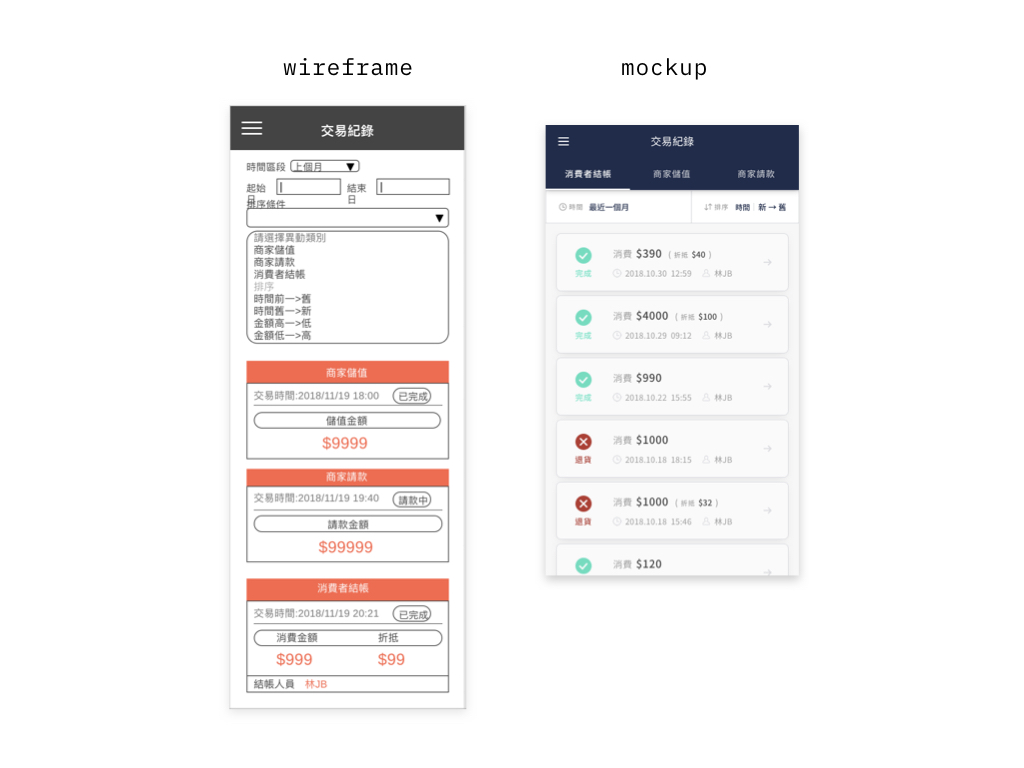 wireframe
交易紀錄
時間區段 上個月
起始日 結束日
排序條件
請選擇異動類別
商家儲值
商家請款
消費者結帳
排序
時間前一>舊
時間舊一>新
金額高一>低
金額低一>高
商家儲值
交易時間:2018/11/19 18:00 已完成
儲值金額
$9999
商家請款
交易時間:2018/11/19 19:40 請款中
請款金額
$99999
消費者結帳
交易時間:2018/11/19 20:21 已完成
消費金額 折抵
$999 $99
結帳人員 林JB
mockup
交易紀錄
消費者結帳 商家儲值 商家請款
時間 最近一個月 排序 時間 新 → 舊
消費 $390 ( 折抵 $40 )
完成 2018.10.30 12:59 林JB
消費 $4000 ( 折抵 $100 )
完成 2018.10.29 09:12 林JB
消費 $990
完成 2018.10.22 15:55 林JB
消費 $1000
退貨 2018.10.18 18:15 林JB
消費 $1000 ( 折抵 $32 )
退貨 2018.10.18 15:46 林JB
消費 $120